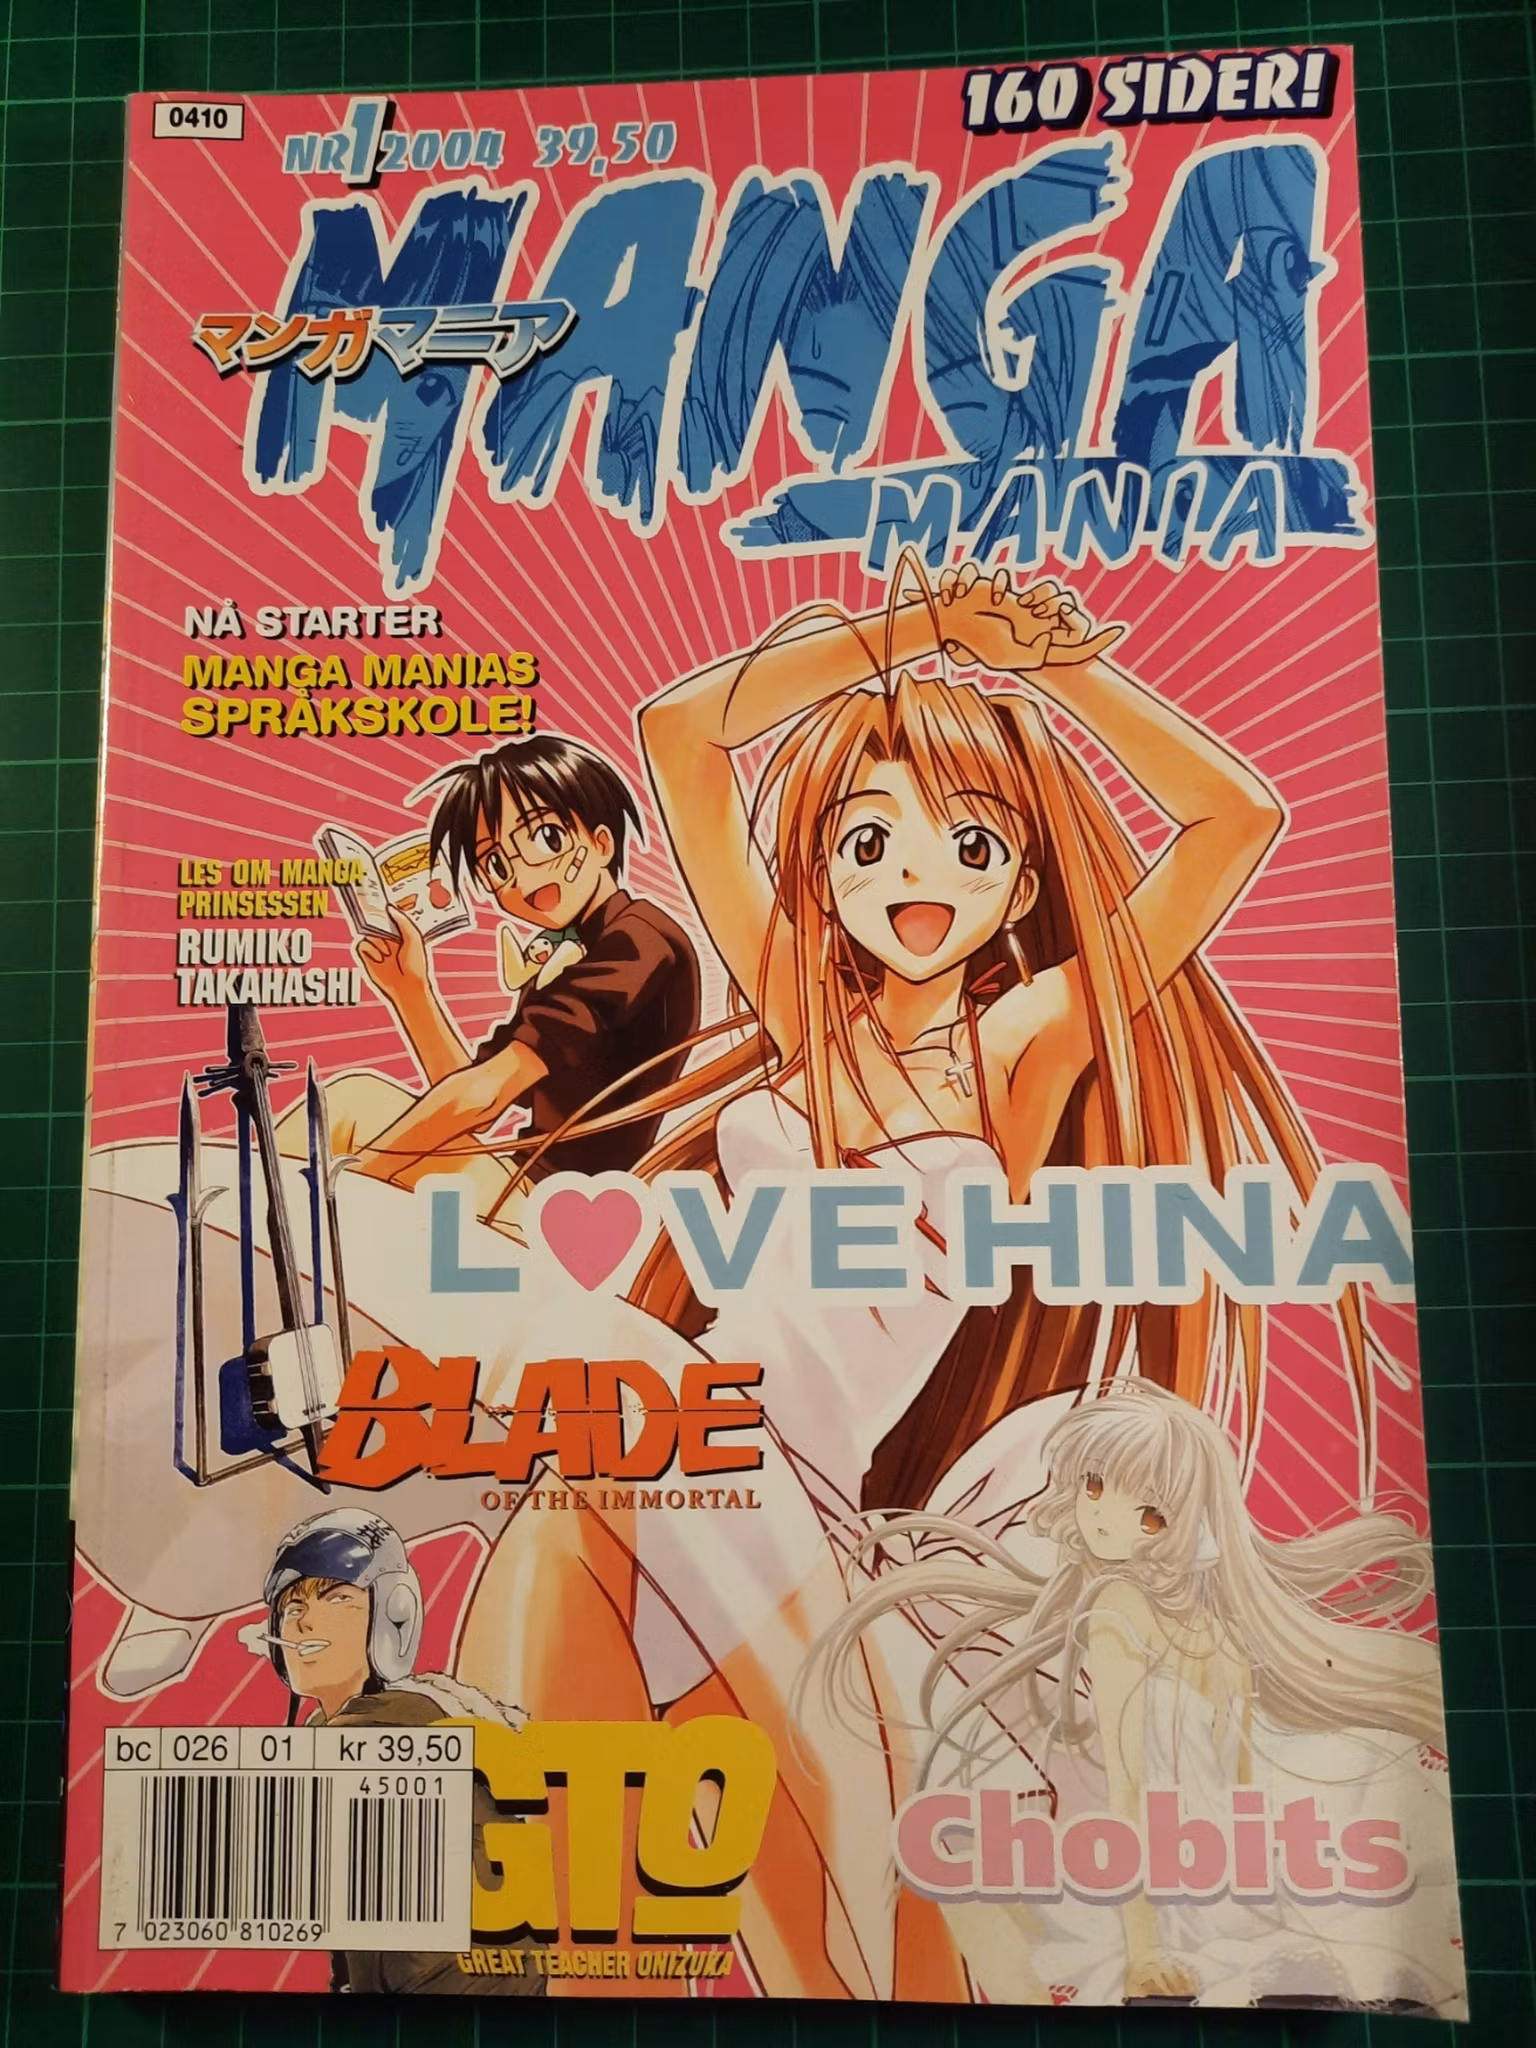 0410
160 SIDER!
NR 1 2004 39,50
MANGA
マンガマニア
MANIA
NÅ STARTER
MANGA MANIAS
SPRÅKSKOLE!
LES OM MANGA-
PRINSESSEN
RUMIKO
TAKAHASHI
L♥VE HINA
BLADE
OF THE IMMORTAL
bc 026 01 kr 39,50
45001
7 023060 810269
GTO
GREAT TEACHER ONIZUKA
Chobits